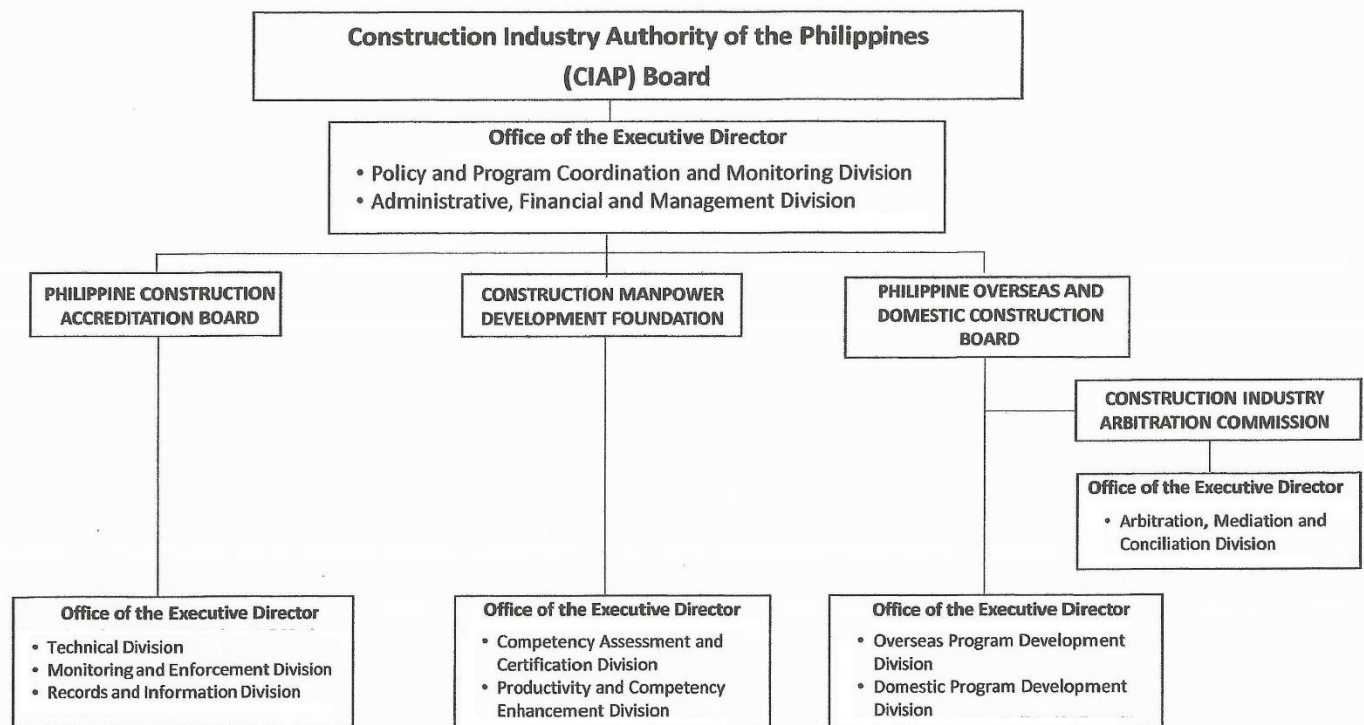 Construction Industry Authority of the Philippines
(CIAP) Board
Office of the Executive Director
• Policy and Program Coordination and Monitoring Division
• Administrative, Financial and Management Division
PHILIPPINE CONSTRUCTION
ACCREDITATION BOARD
CONSTRUCTION MANPOWER
DEVELOPMENT FOUNDATION
PHILIPPINE OVERSEAS AND
DOMESTIC CONSTRUCTION
BOARD
CONSTRUCTION INDUSTRY
ARBITRATION COMMISSION
Office of the Executive Director
• Arbitration, Mediation and
Conciliation Division
Office of the Executive Director
• Technical Division
• Monitoring and Enforcement Division
• Records and Information Division
Office of the Executive Director
• Competency Assessment and
Certification Division
• Productivity and Competency
Enhancement Division
Office of the Executive Director
• Overseas Program Development
Division
• Domestic Program Development
Division